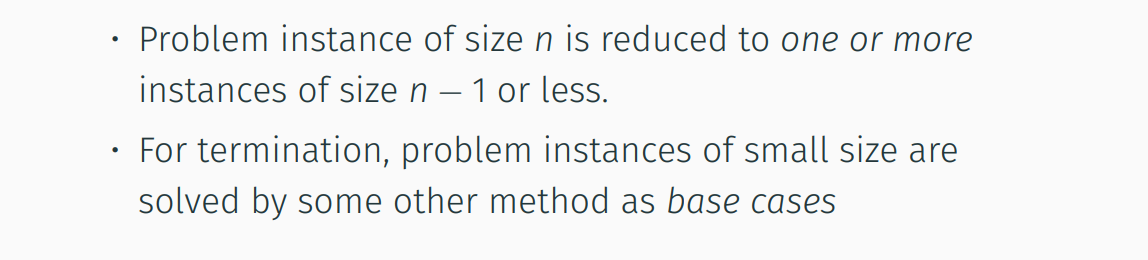 • Problem instance of size n is reduced to one or more
instances of size n – 1 or less.
• For termination, problem instances of small size are
solved by some other method as base cases